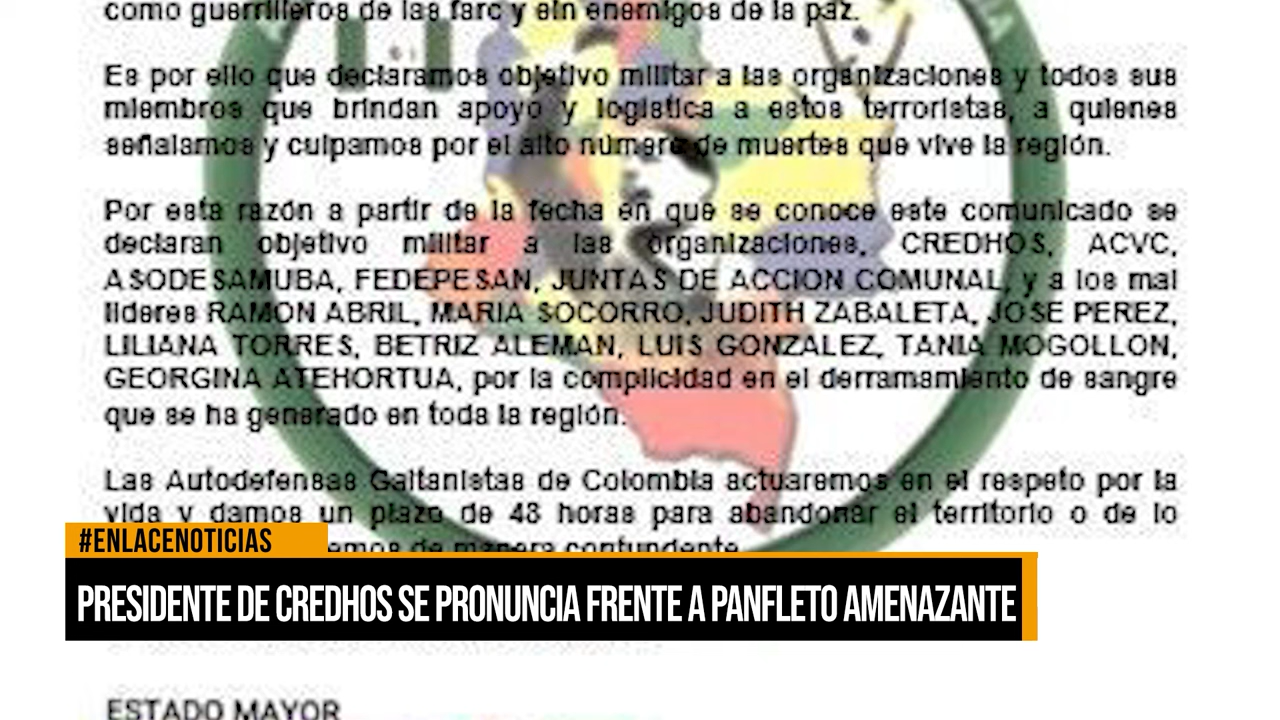 como guerrilleros de las farc y eln enemigos de la paz.
Es por ello que declaramos objetivo militar a las organizaciones y todos sus
miembros que brindan apoyo y logistica a estos terroristas, a quienes
señalamos y culpamos por el alto número de muertes que vive la región.
Por esta razón a partir de la fecha en que se conoce este comunicado se
declaran objetivo militar a las organizaciones, CREDHOS, ACVC,
ASODESAMUBA, FEDEPESAN, JUNTAS DE ACCION COMUNAL, y a los mal
lideres RAMON ABRIL, MARIA SOCORRO, JUDITH ZABALETA, JOSE PEREZ,
LILIANA TORRES, BETRIZ ALEMAN, LUIS GONZALEZ, TANIA MOGOLLON,
GEORGINA ATEHORTUA, por la complicidad en el derramamiento de sangre
que se ha generado en toda la región.
Las Autodefensas Gaitanistas de Colombia actuaremos en el respeto por la
vida y damos un plazo de 48 horas para abandonar el territorio o de lo
emos de manera contundente
#ENLACENOTICIAS
PRESIDENTE DE CREDHOS SE PRONUNCIA FRENTE A PANFLETO AMENAZANTE
ESTADO MAYOR